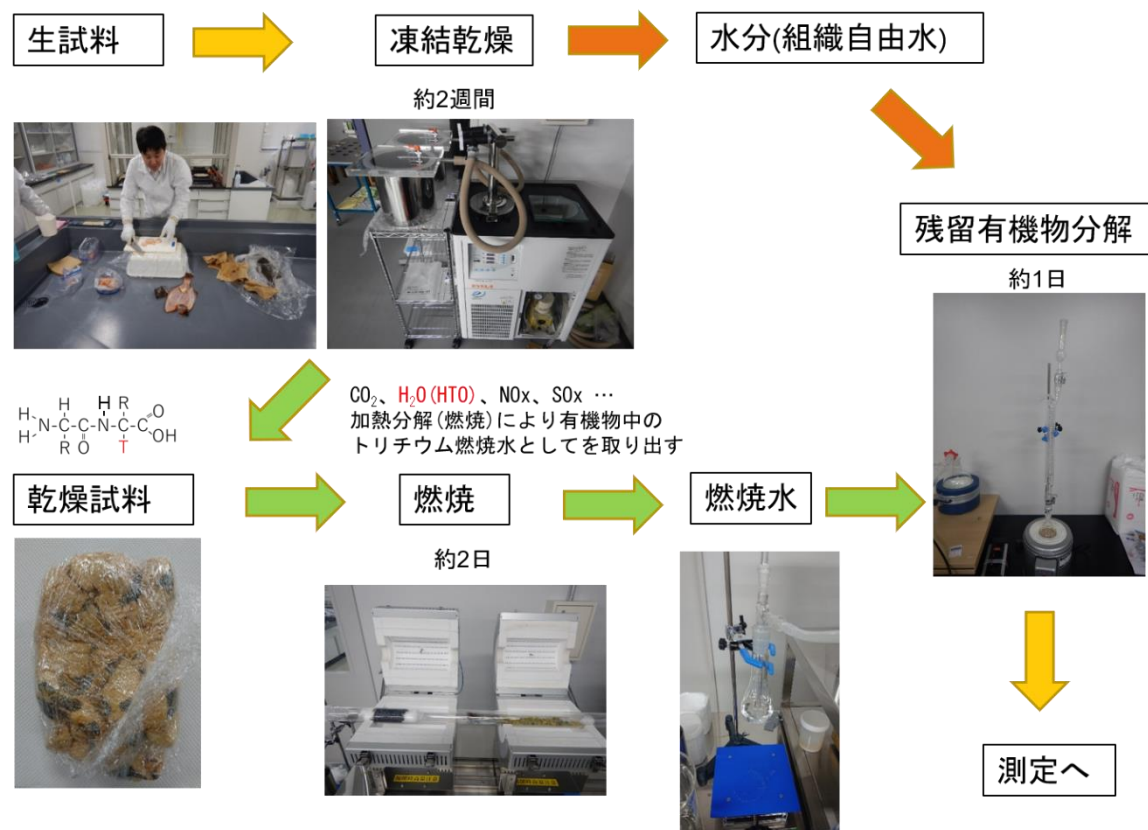 生試料
凍結乾燥
水分(組織自由水)
約2週間
残留有機物分解
約1日
CO₂、H₂O(HTO)、NOx、SOx …
加熱分解(燃焼)により有機物中の
トリチウム燃焼水としてを取り出す
H H H R O
H N-C-C-N-C-C OH
R O T
乾燥試料
燃焼
燃焼水
約2日
測定へ